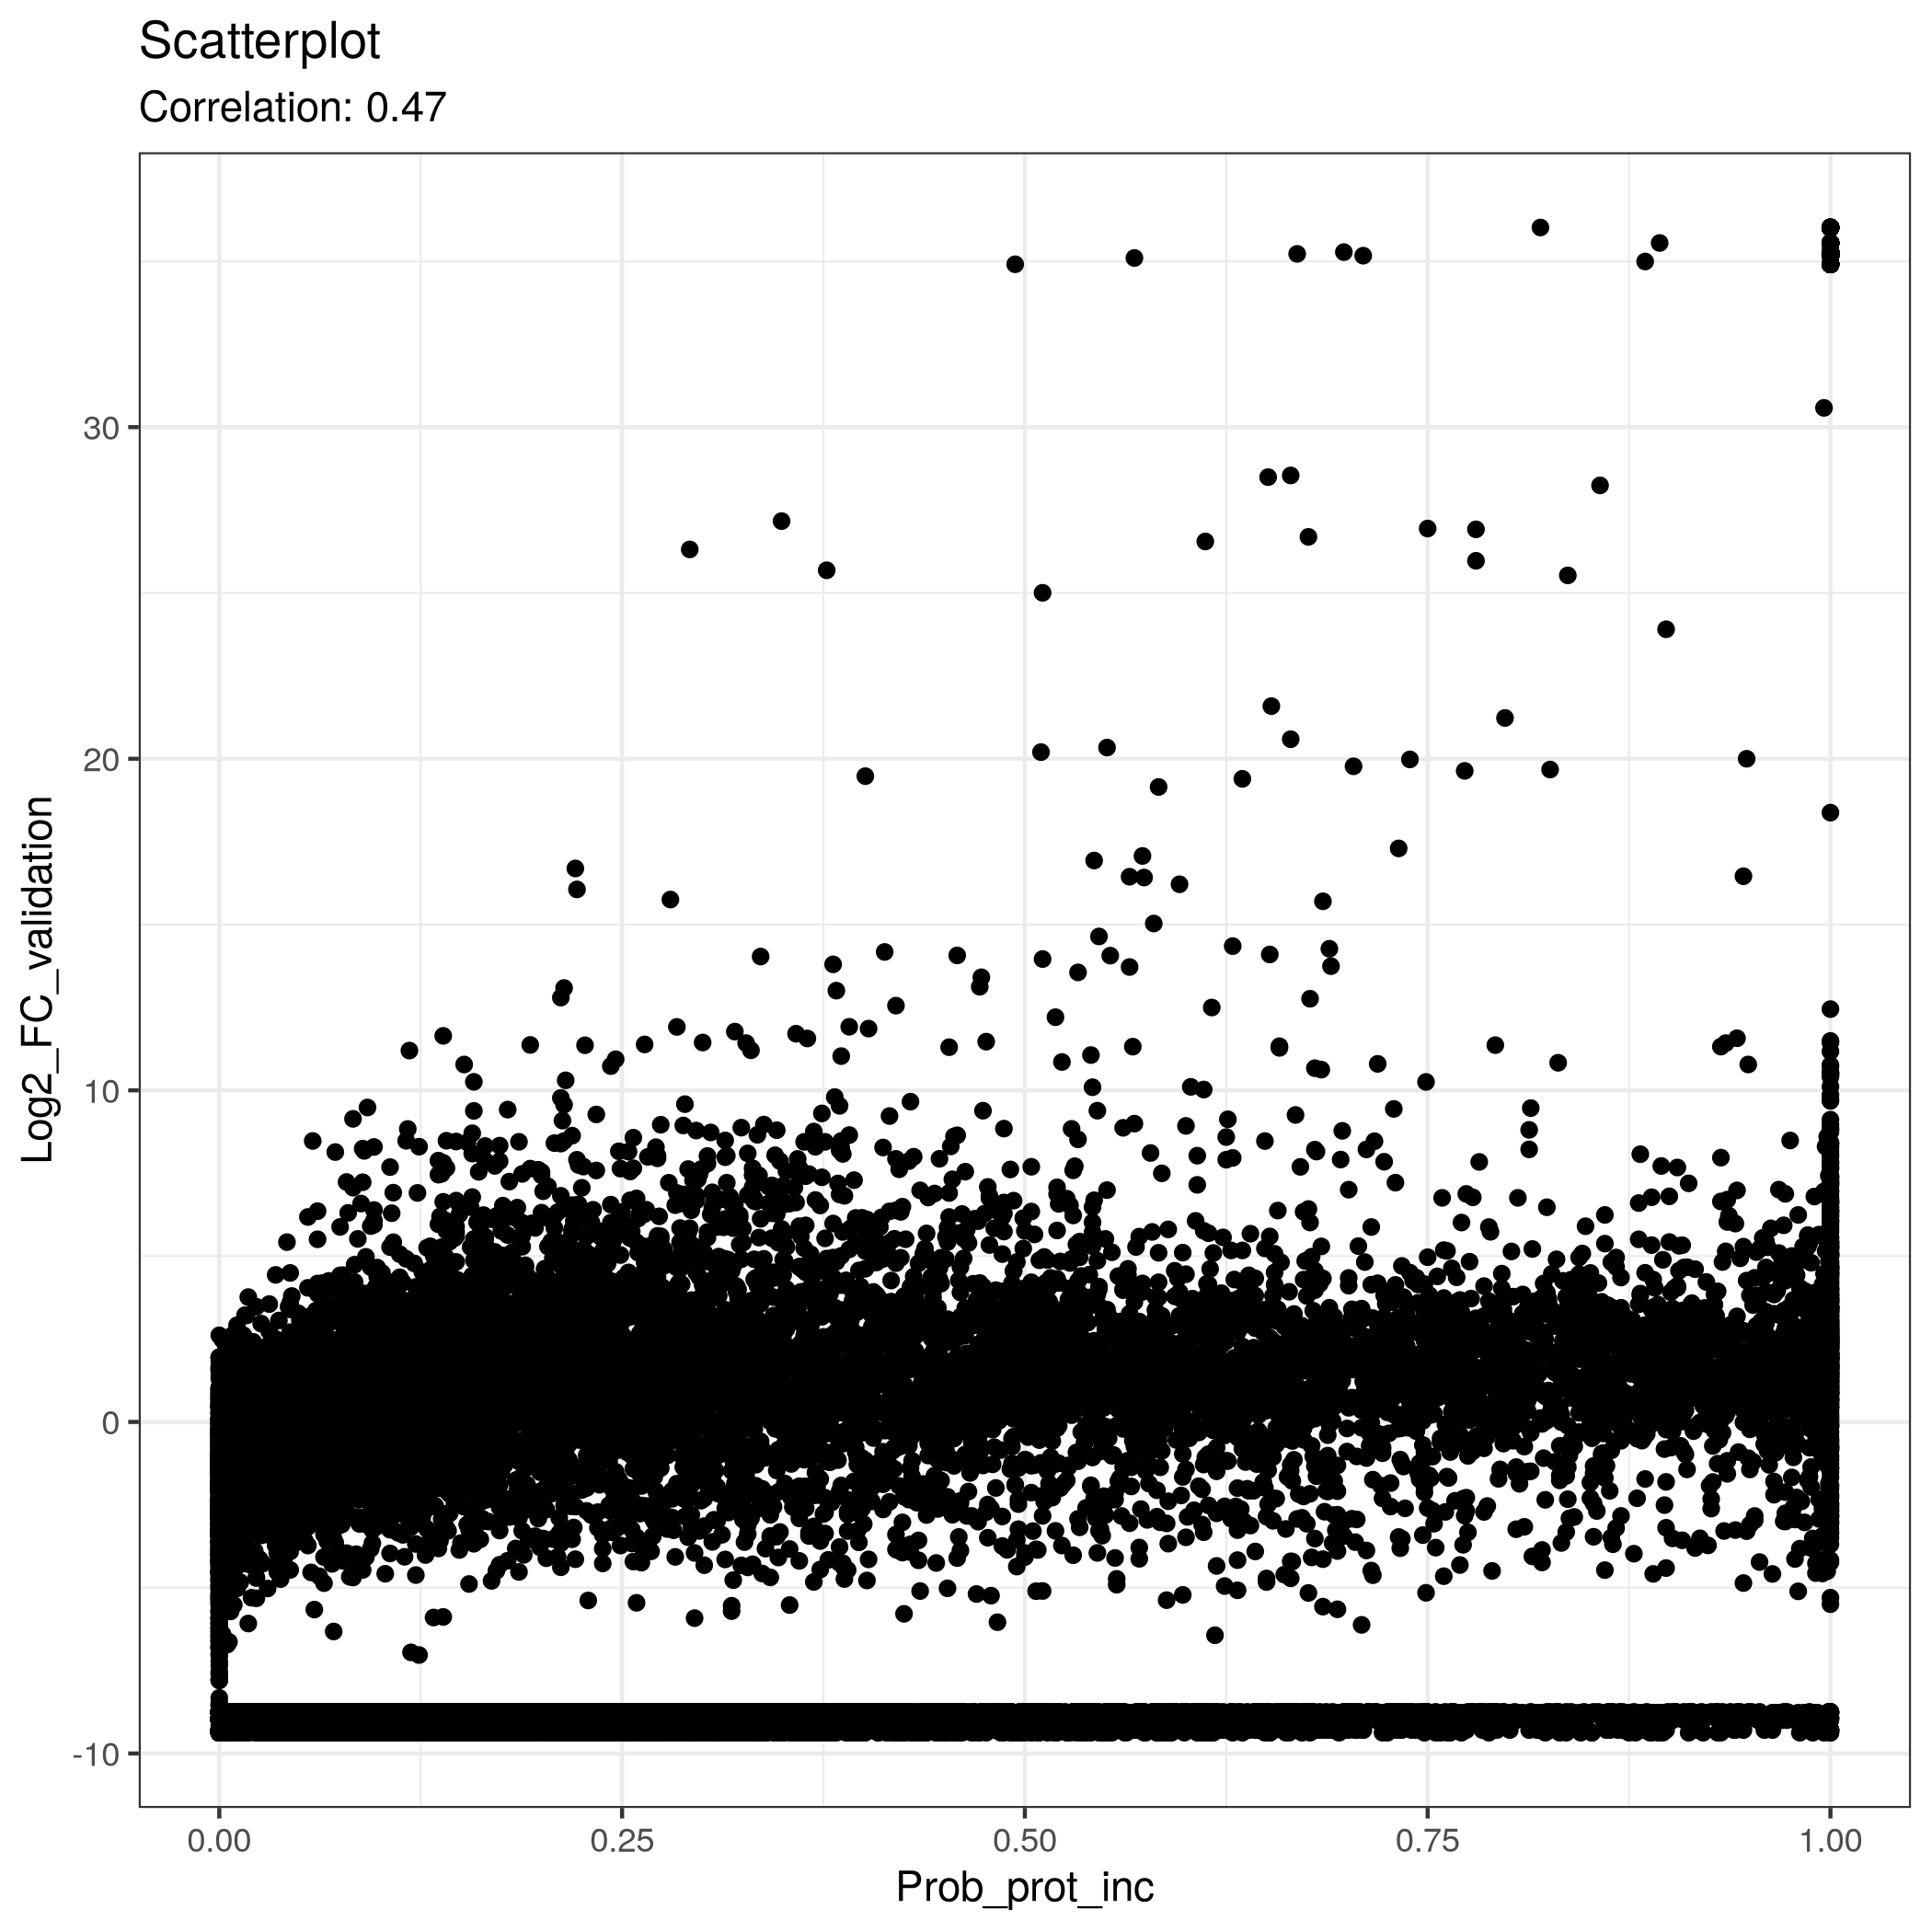 Scatterplot
Correlation: 0.47
Log2_FC_validation
30
20
10
0
-10
0.00 0.25 0.50 0.75 1.00
Prob_prot_inc